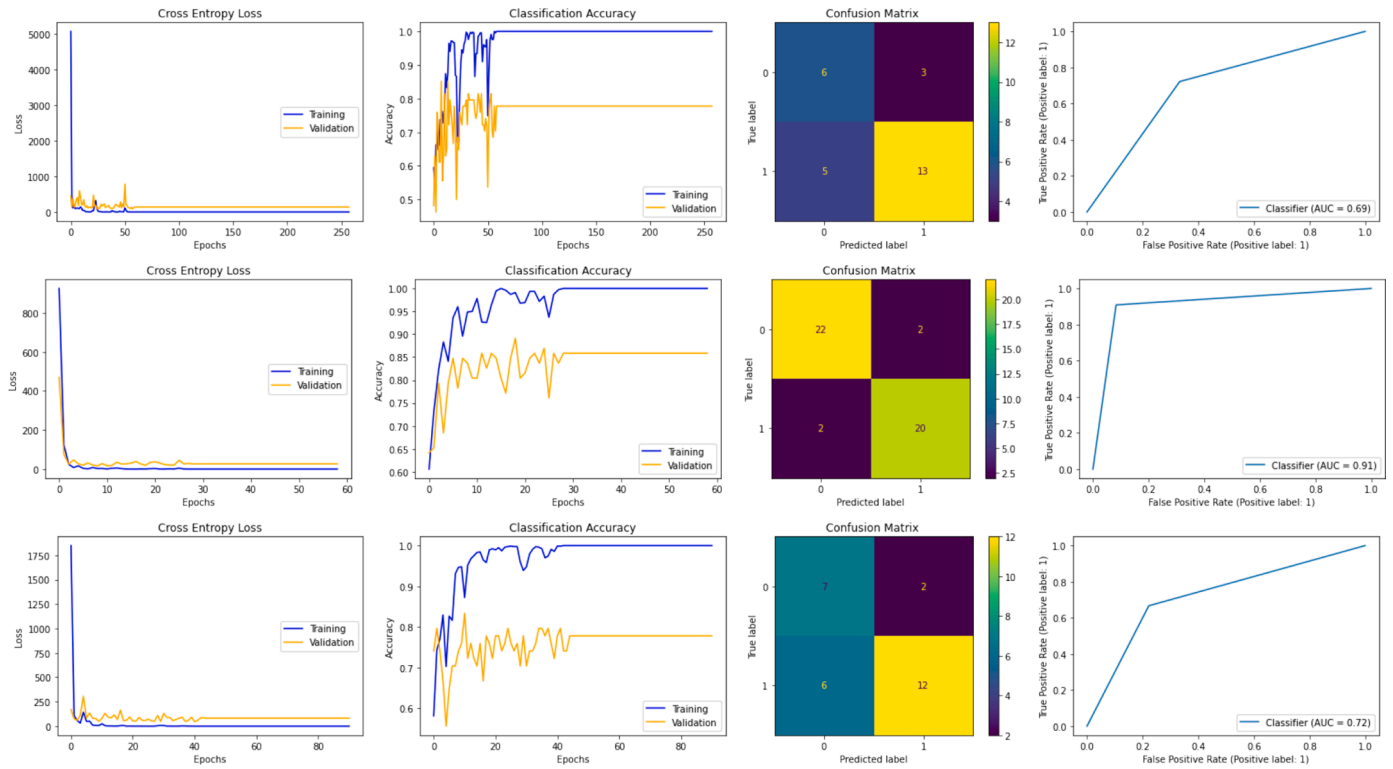 Cross Entropy Loss
5000
4000
3000
2000
1000
0
Loss
Training
Validation
0 50 100 150 200 250
Epochs
Classification Accuracy
1.0
0.9
0.8
0.7
0.6
0.5
Accuracy
Training
Validation
0 50 100 150 200 250
Epochs
Confusion Matrix
0
1
True label
6 3
5 13
0 1
Predicted label
12
10
8
6
4
1.0
0.8
0.6
0.4
0.2
0.0
True Positive Rate (Positive label: 1)
Classifier (AUC = 0.69)
0.0 0.2 0.4 0.6 0.8 1.0
False Positive Rate (Positive label: 1)
Cross Entropy Loss
800
600
400
200
0
Loss
Training
Validation
0 10 20 30 40 50 60
Epochs
Classification Accuracy
1.00
0.95
0.90
0.85
0.80
0.75
0.70
0.65
0.60
Accuracy
Training
Validation
0 10 20 30 40 50 60
Epochs
Confusion Matrix
0
1
True label
22 2
2 20
0 1
Predicted label
20.0
17.5
15.0
12.5
10.0
7.5
5.0
2.5
1.0
0.8
0.6
0.4
0.2
0.0
True Positive Rate (Positive label: 1)
Classifier (AUC = 0.91)
0.0 0.2 0.4 0.6 0.8 1.0
False Positive Rate (Positive label: 1)
Cross Entropy Loss
1750
1500
1250
1000
750
500
250
0
Loss
Training
Validation
0 20 40 60 80
Epochs
Classification Accuracy
1.0
0.9
0.8
0.7
0.6
Accuracy
Training
Validation
0 20 40 60 80
Epochs
Confusion Matrix
0
1
True label
7 2
6 12
0 1
Predicted label
12
10
8
6
4
2
1.0
0.8
0.6
0.4
0.2
0.0
True Positive Rate (Positive label: 1)
Classifier (AUC = 0.72)
0.0 0.2 0.4 0.6 0.8 1.0
False Positive Rate (Positive label: 1)